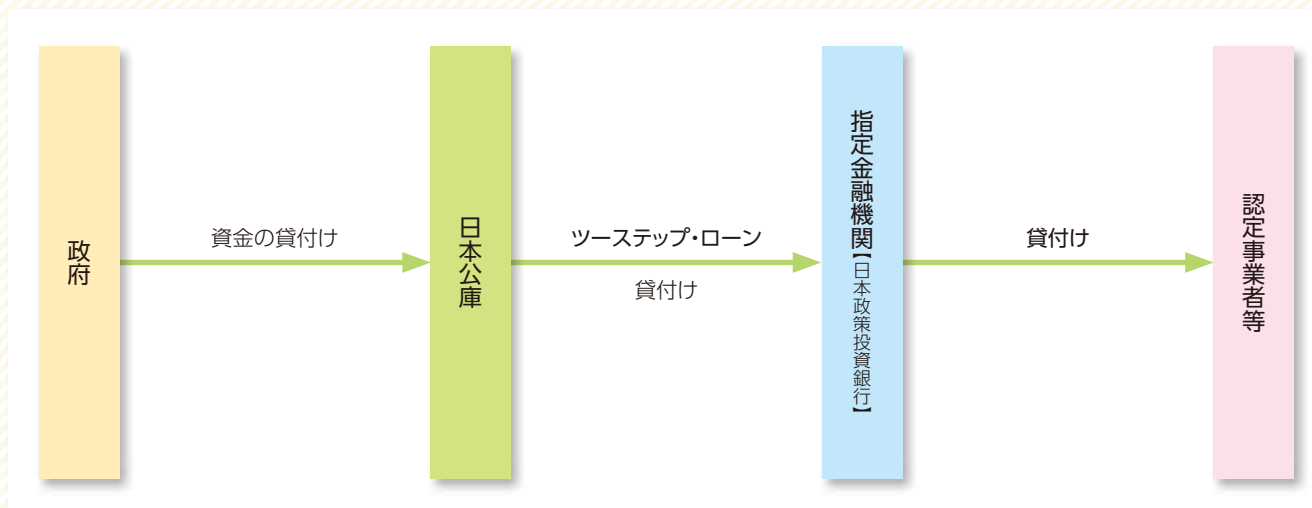 政府
資金の貸付け
日本公庫
ツーステップ・ローン
貸付け
指定金融機関【日本政策投資銀行】
貸付け
認定事業者等